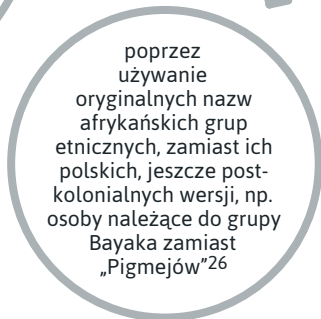 poprzez
używanie
oryginalnych nazw
afrykańskich grup
etnicznych, zamiast ich
polskich, jeszcze post-
kolonialnych wersji, np.
osoby należące do grupy
Bayaka zamiast
„Pigmejów”26